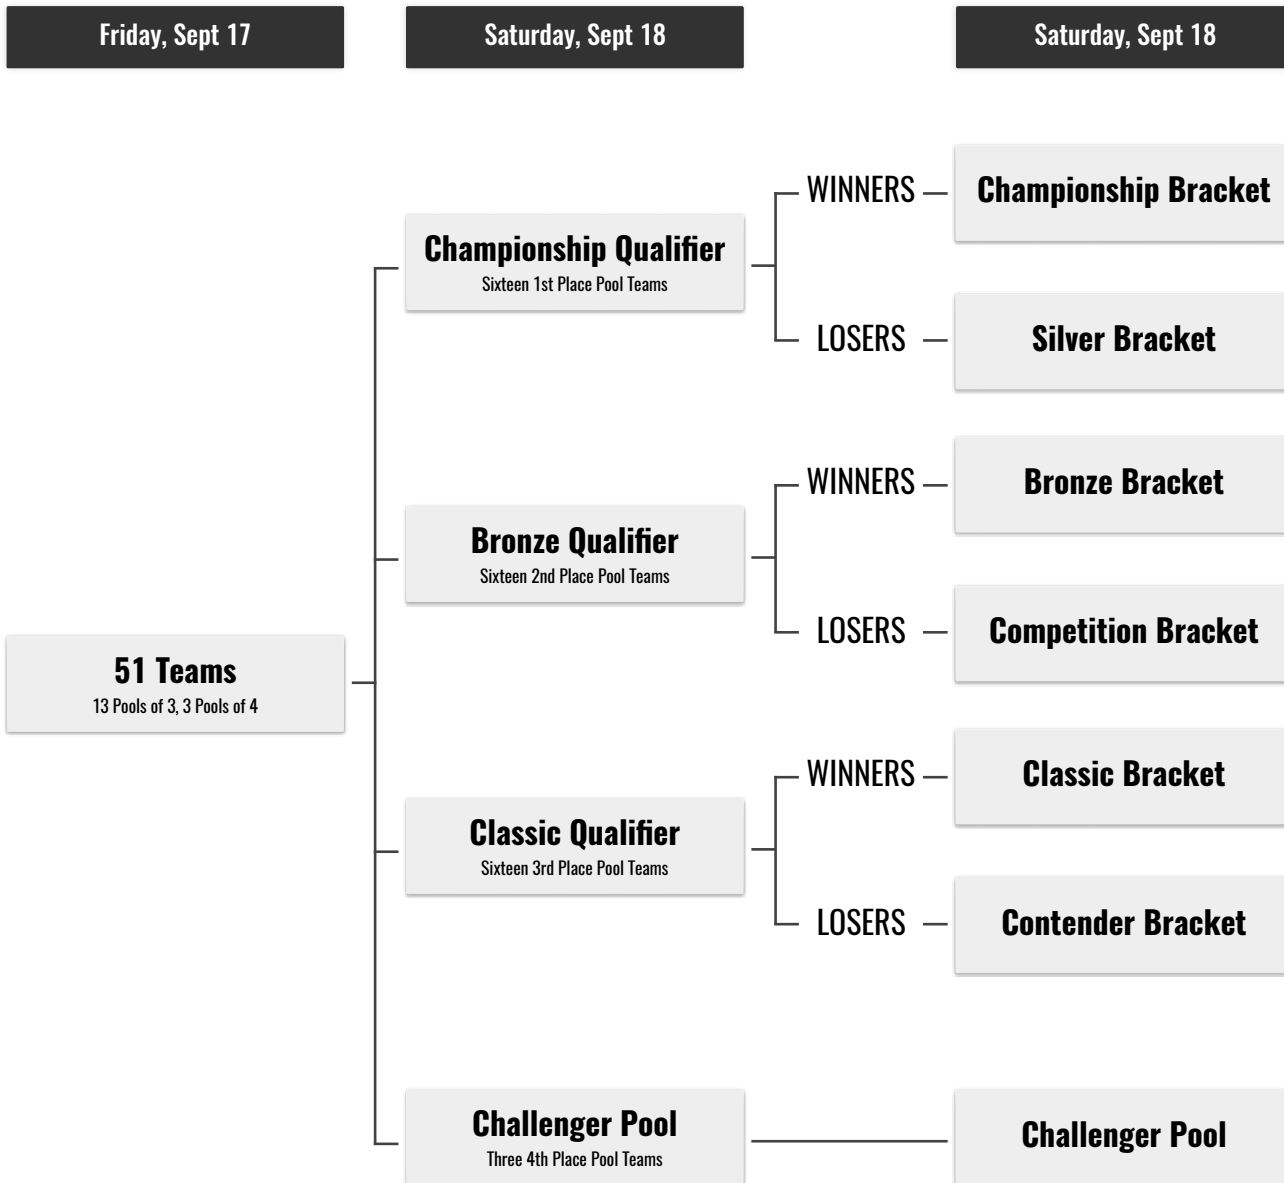 Friday, Sept 17
Saturday, Sept 18
Saturday, Sept 18
WINNERS
Championship Bracket
Championship Qualifier
Sixteen 1st Place Pool Teams
LOSERS
Silver Bracket
WINNERS
Bronze Bracket
Bronze Qualifier
Sixteen 2nd Place Pool Teams
LOSERS
Competition Bracket
51 Teams
13 Pools of 3, 3 Pools of 4
WINNERS
Classic Bracket
Classic Qualifier
Sixteen 3rd Place Pool Teams
LOSERS
Contender Bracket
Challenger Pool
Three 4th Place Pool Teams
Challenger Pool